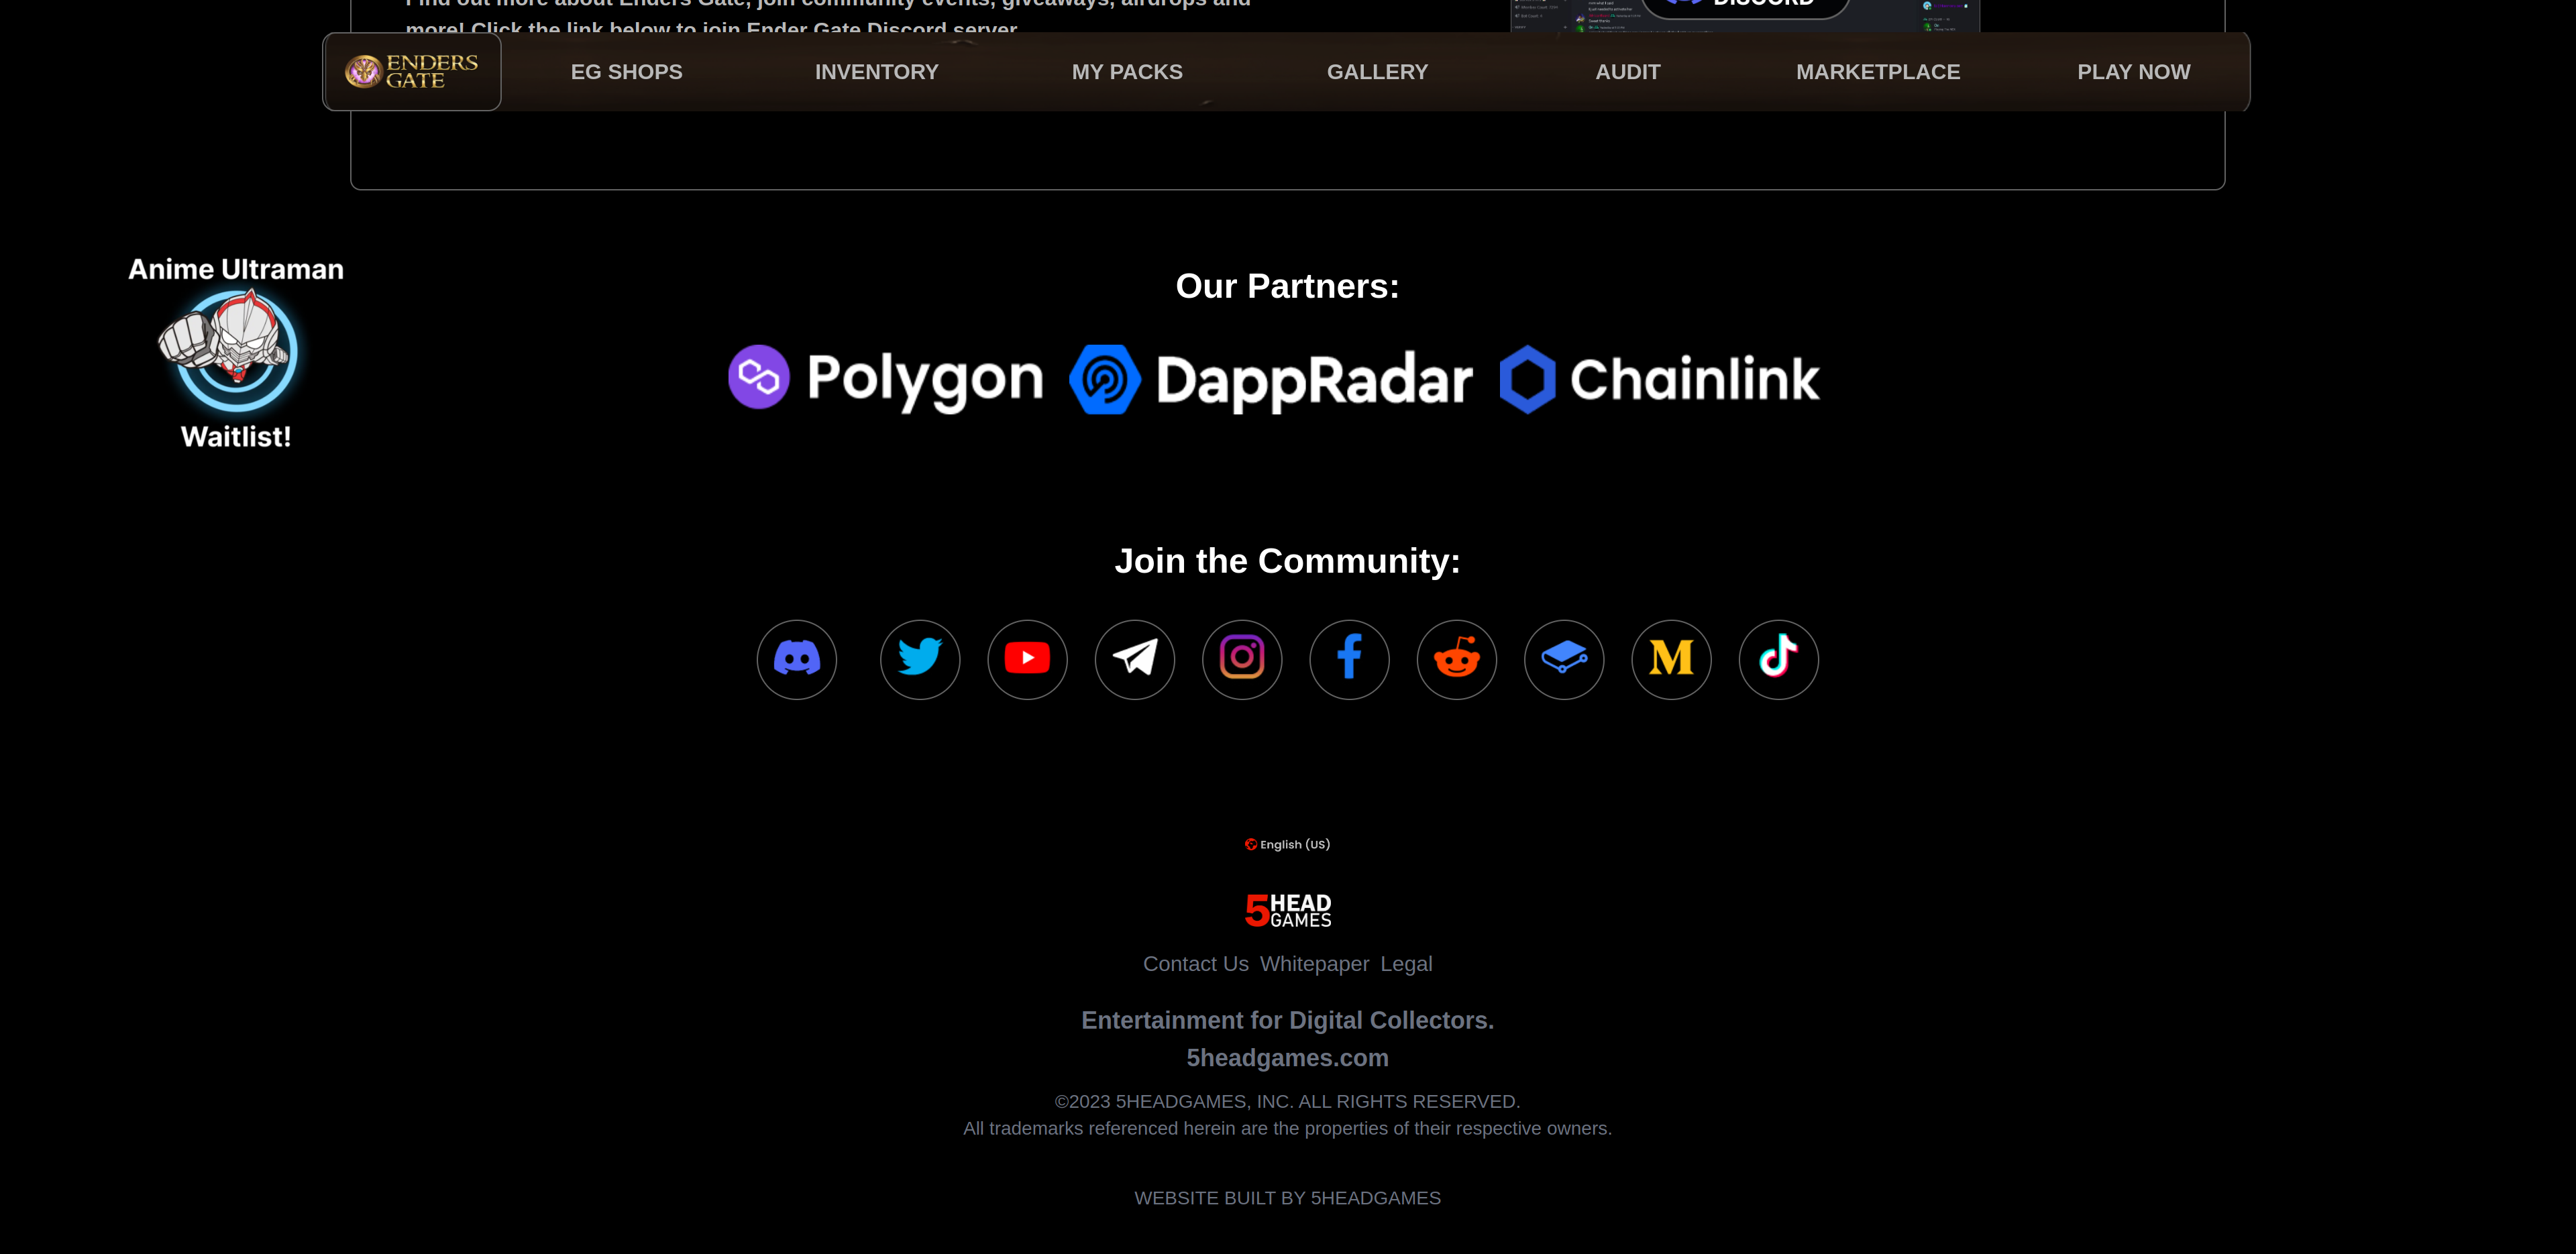 Find out more about Enders Gate, join community events, giveaways, airdrops and
more! Click the link below to join Ender Gate Discord server
DISCORD
ENDERS
GATE
EG SHOPS
INVENTORY
MY PACKS
GALLERY
AUDIT
MARKETPLACE
PLAY NOW
Anime Ultraman
Waitlist!
Our Partners:
Polygon
DappRadar
Chainlink
Join the Community:
English (US)
5HEAD
GAMES
Contact Us Whitepaper Legal
Entertainment for Digital Collectors.
5headgames.com
©2023 5HEADGAMES, INC. ALL RIGHTS RESERVED.
All trademarks referenced herein are the properties of their respective owners.
WEBSITE BUILT BY 5HEADGAMES